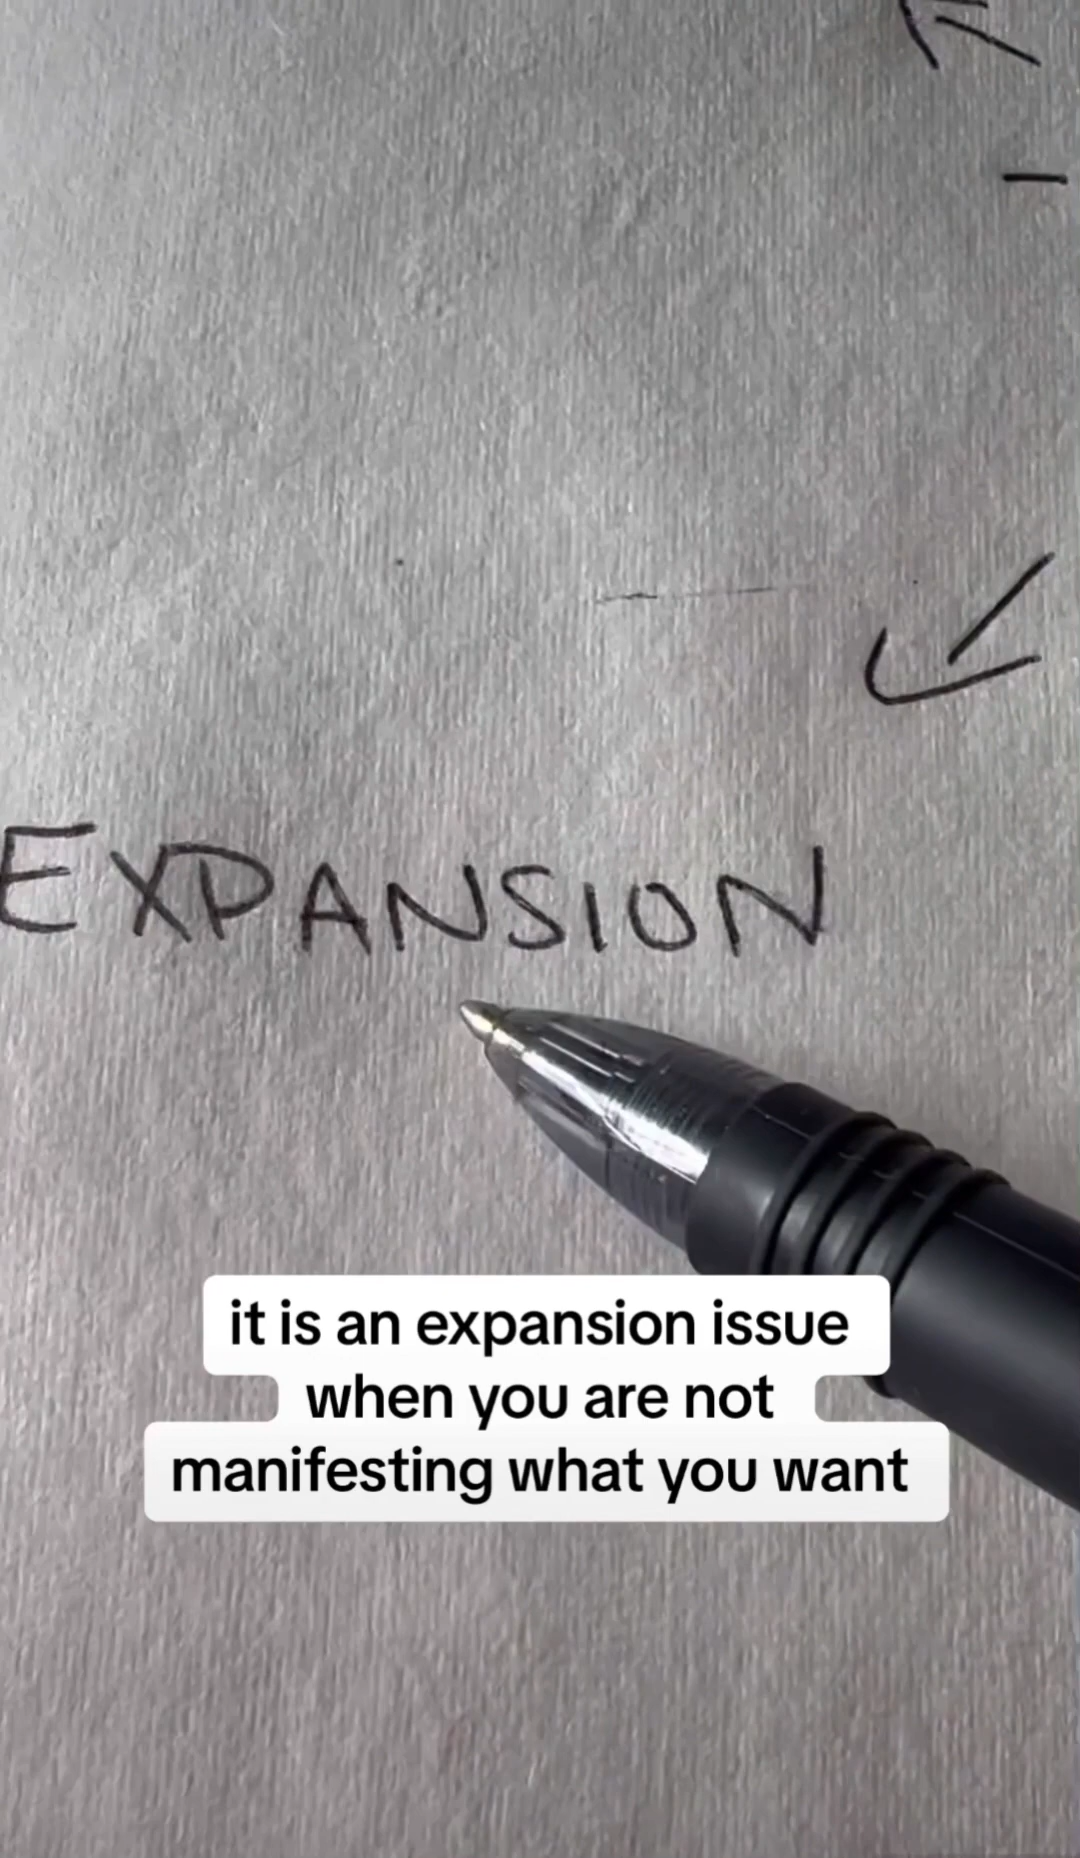 EXPANSION
it is an expansion issue
when you are not
manifesting what you want